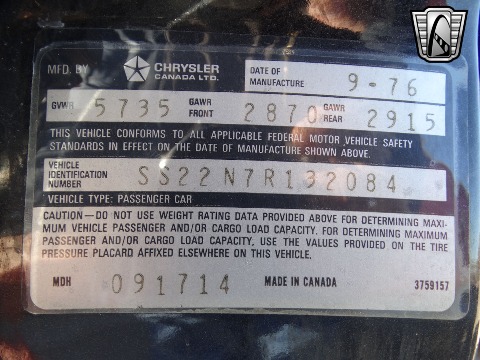 MFD. BY CHRYSLER CANADA LTD. DATE OF MANUFACTURE 9-76
GVWR 5735 GAWR FRONT 2870 GAWR REAR 2915
THIS VEHICLE CONFORMS TO ALL APPLICABLE FEDERAL MOTOR VEHICLE SAFETY
STANDARDS IN EFFECT ON THE DATE OF MANUFACTURE SHOWN ABOVE.
VEHICLE IDENTIFICATION NUMBER SS22N7R132084
VEHICLE TYPE: PASSENGER CAR
CAUTION—DO NOT USE WEIGHT RATING DATA PROVIDED ABOVE FOR DETERMINING MAXI-
MUM VEHICLE PASSENGER AND/OR CARGO LOAD CAPACITY. FOR DETERMINING MAXIMUM
PASSENGER AND/OR CARGO LOAD CAPACITY, USE THE VALUES PROVIDED ON THE TIRE
PRESSURE PLACARD AFFIXED ELSEWHERE ON THIS VEHICLE.
MDH 091714 MADE IN CANADA 3759157